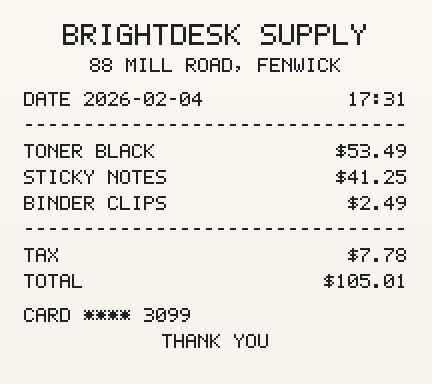 BRIGHTDESK SUPPLY
88 MILL ROAD, FENWICK
DATE 2026-02-04 17:31
--------------------------------
TONER BLACK $53.49
STICKY NOTES $41.25
BINDER CLIPS $2.49
--------------------------------
TAX $7.78
TOTAL $105.01
CARD **** 3099
THANK YOU